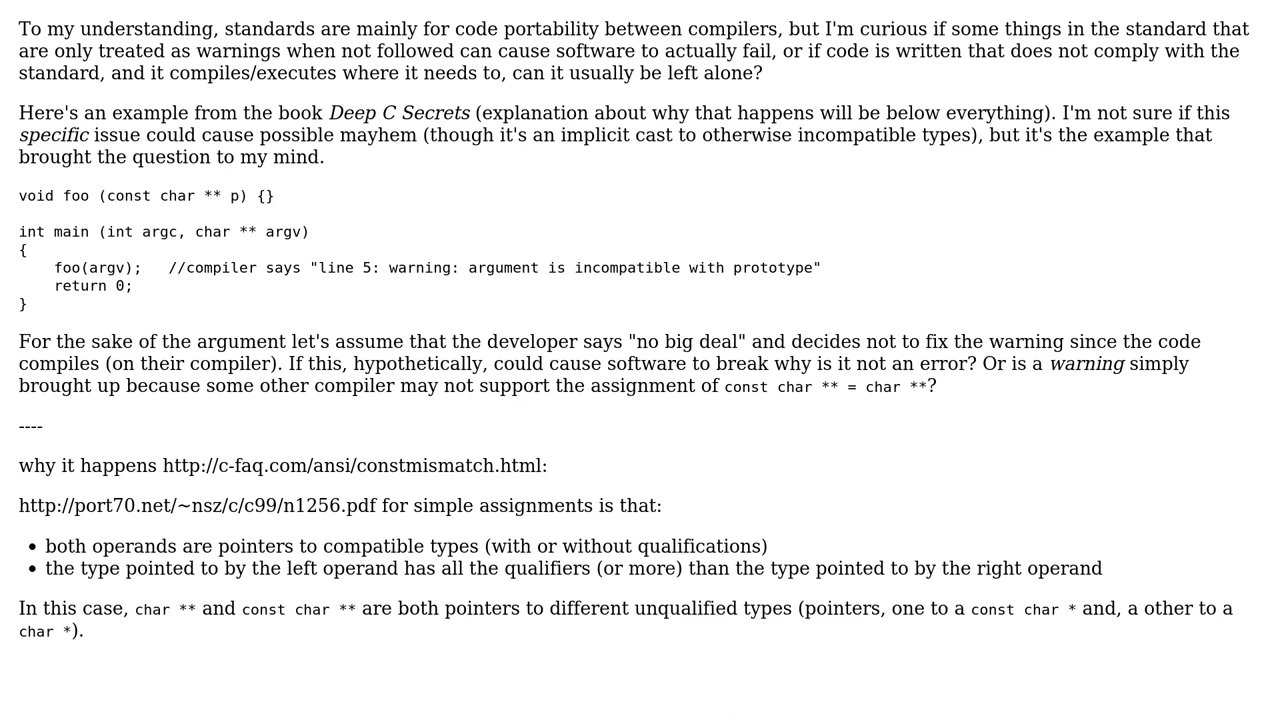 To my understanding, standards are mainly for code portability between compilers, but I'm curious if some things in the standard that
are only treated as warnings when not followed can cause software to actually fail, or if code is written that does not comply with the
standard, and it compiles/executes where it needs to, can it usually be left alone?
Here's an example from the book Deep C Secrets (explanation about why that happens will be below everything). I'm not sure if this
specific issue could cause possible mayhem (though it's an implicit cast to otherwise incompatible types), but it's the example that
brought the question to my mind.
void foo (const char ** p) {}
int main (int argc, char ** argv)
{
    foo(argv);   //compiler says "line 5: warning: argument is incompatible with prototype"
    return 0;
}
For the sake of the argument let's assume that the developer says "no big deal" and decides not to fix the warning since the code
compiles (on their compiler). If this, hypothetically, could cause software to break why is it not an error? Or is a warning simply
brought up because some other compiler may not support the assignment of const char ** = char **?
----
why it happens http://c-faq.com/ansi/constmismatch.html:
http://port70.net/~nsz/c/c99/n1256.pdf for simple assignments is that:
• both operands are pointers to compatible types (with or without qualifications)
• the type pointed to by the left operand has all the qualifiers (or more) than the type pointed to by the right operand
In this case, char ** and const char ** are both pointers to different unqualified types (pointers, one to a const char * and, a other to a
char *).